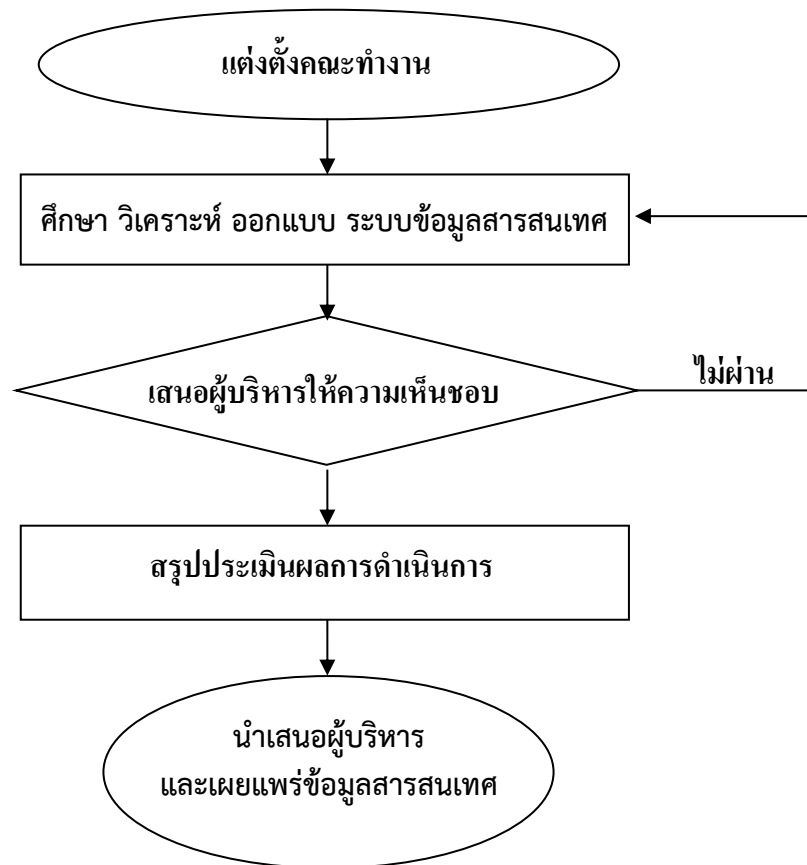 แต่งตั้งคณะทำงาน
ศึกษา วิเคราะห์ ออกแบบ ระบบข้อมูลสารสนเทศ
เสนอผู้บริหารให้ความเห็นชอบ
ไม่ผ่าน
สรุปประเมินผลการดำเนินการ
นำเสนอผู้บริหาร
และเผยแพร่ข้อมูลสารสนเทศ